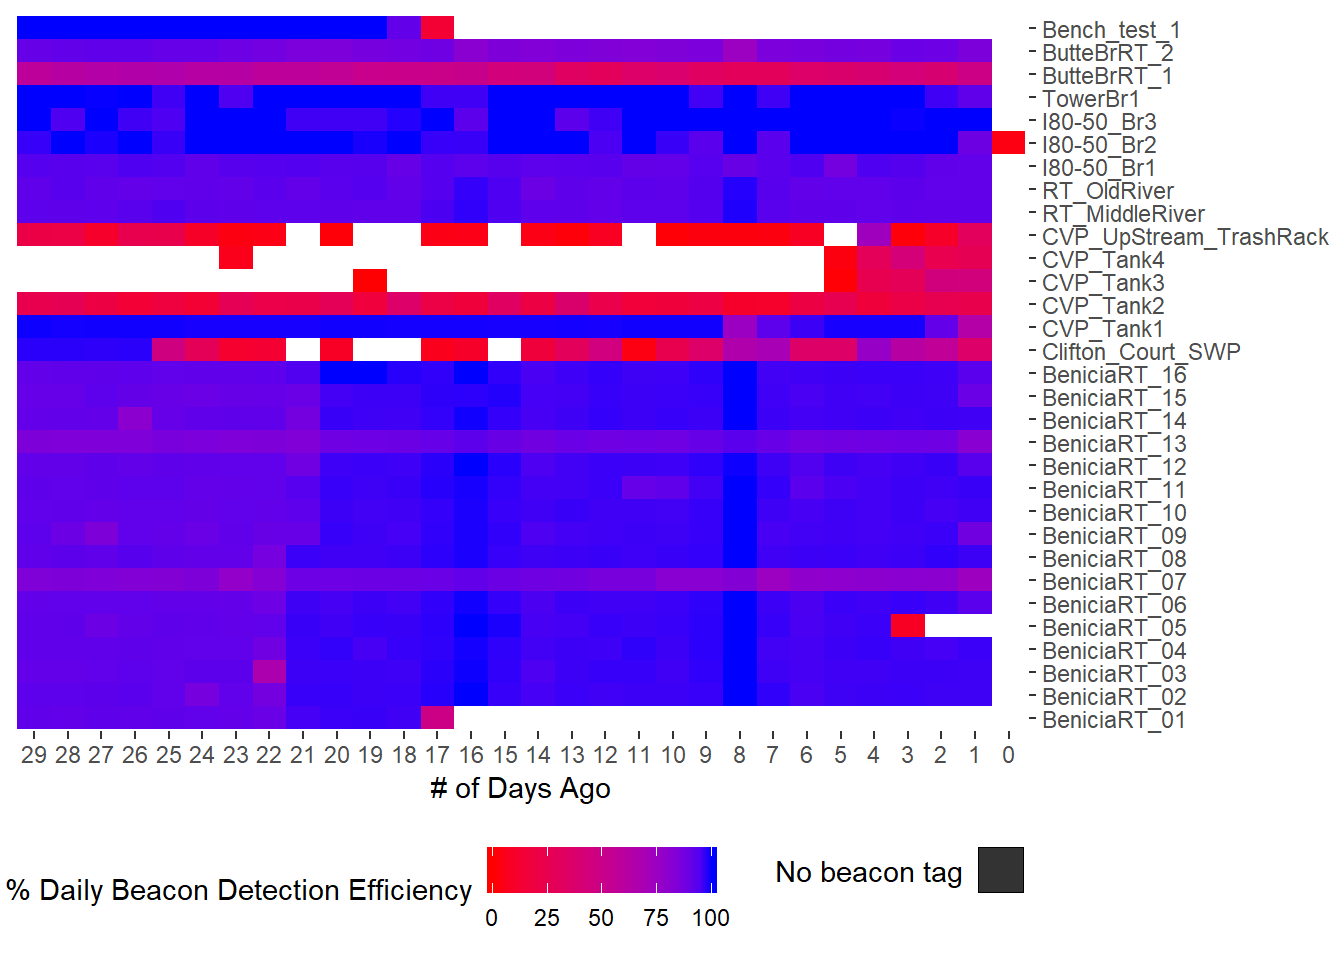 Bench_test_1
ButteBrRT_2
ButteBrRT_1
TowerBr1
I80-50_Br3
I80-50_Br2
I80-50_Br1
RT_OldRiver
RT_MiddleRiver
CVP_UpStream_TrashRack
CVP_Tank4
CVP_Tank3
CVP_Tank2
CVP_Tank1
Clifton_Court_SWP
BeniciaRT_16
BeniciaRT_15
BeniciaRT_14
BeniciaRT_13
BeniciaRT_12
BeniciaRT_11
BeniciaRT_10
BeniciaRT_09
BeniciaRT_08
BeniciaRT_07
BeniciaRT_06
BeniciaRT_05
BeniciaRT_04
BeniciaRT_03
BeniciaRT_02
BeniciaRT_01
29 28 27 26 25 24 23 22 21 20 19 18 17 16 15 14 13 12 11 10 9 8 7 6 5 4 3 2 1 0
# of Days Ago
% Daily Beacon Detection Efficiency
0 25 50 75 100
No beacon tag